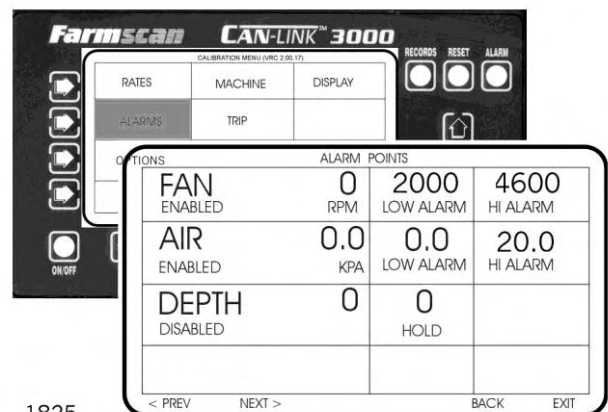 Farmscan CAN-LINK™ 3000
CALIBRATION MENU (VRC 2.00.17)
RECORDS RESET ALARM
RATES MACHINE DISPLAY
ALARMS TRIP
OPTIONS
ON/OFF
ALARM POINTS
FAN 0 2000 4600
ENABLED RPM LOW ALARM HI ALARM
AIR 0.0 0.0 20.0
ENABLED KPA LOW ALARM HI ALARM
DEPTH 0 0
DISABLED HOLD
< PREV NEXT > BACK EXIT